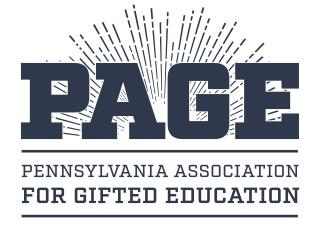 PAGE
PENNSYLVANIA ASSOCIATION
FOR GIFTED EDUCATION